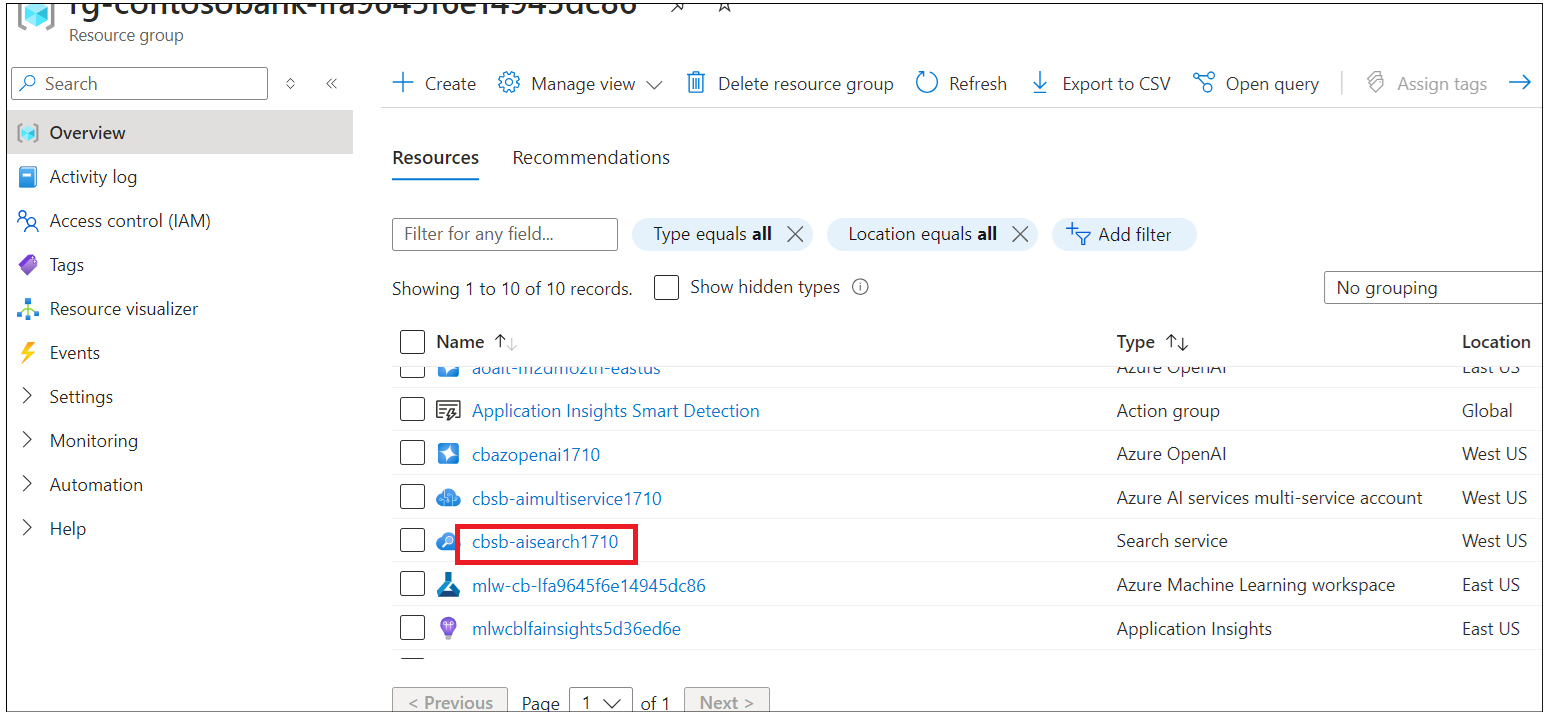 rg-contosobank-lfa9645f6e14945dc86
Resource group
Search
Overview
Activity log
Access control (IAM)
Tags
Resource visualizer
Events
Settings
Monitoring
Automation
Help
Create Manage view Delete resource group Refresh Export to CSV Open query Assign tags
Resources Recommendations
Filter for any field... Type equals all Location equals all Add filter
Showing 1 to 10 of 10 records. Show hidden types
No grouping
Name Type Location
Azure OpenAI East US
Application Insights Smart Detection Action group Global
cbazopenai1710 Azure OpenAI West US
cbsb-aimultiservice1710 Azure AI services multi-service account West US
cbsb-aisearch1710 Search service West US
mlw-cb-lfa9645f6e14945dc86 Azure Machine Learning workspace East US
mlwcblfainsights5d36ed6e Application Insights East US
< Previous Page 1 of 1 Next >